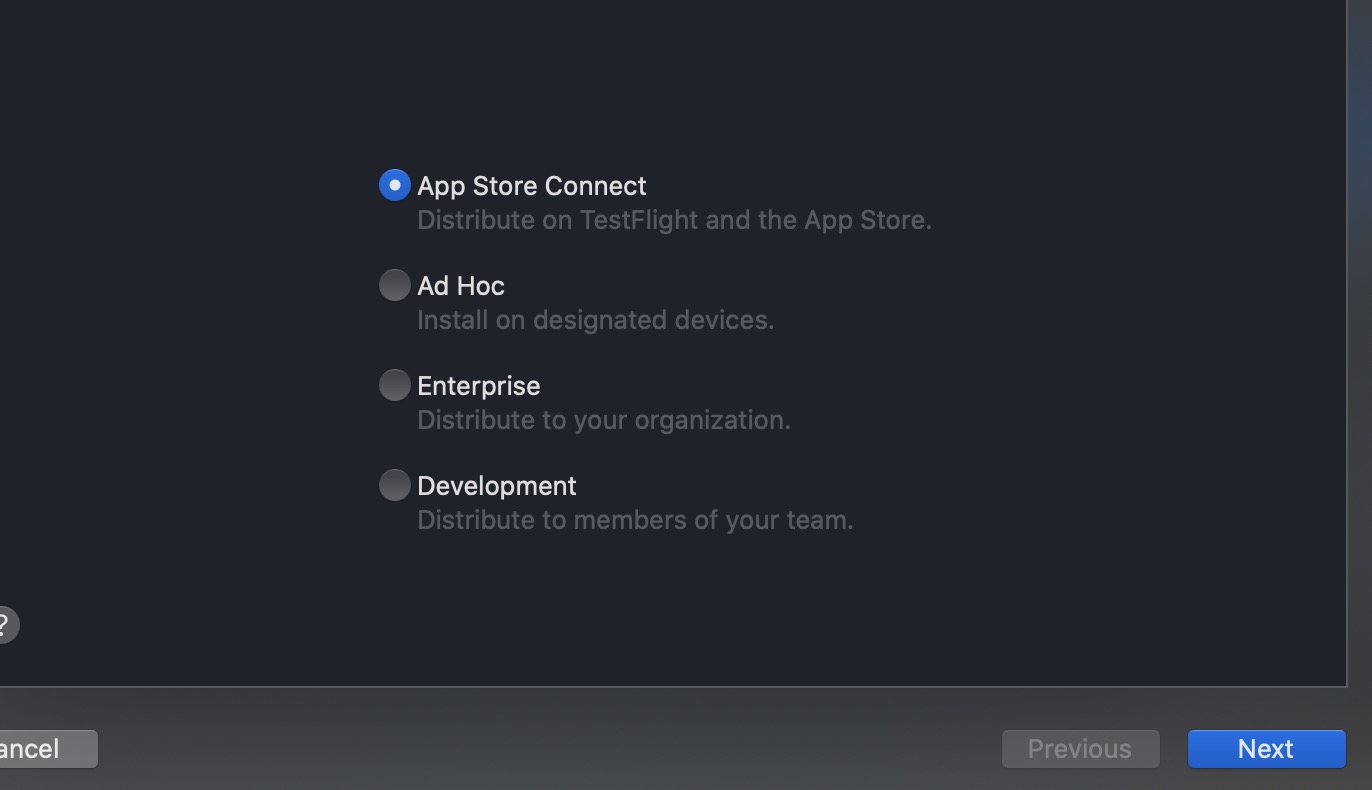 App Store Connect
Distribute on TestFlight and the App Store.
Ad Hoc
Install on designated devices.
Enterprise
Distribute to your organization.
Development
Distribute to members of your team.
?
ancel
Previous
Next